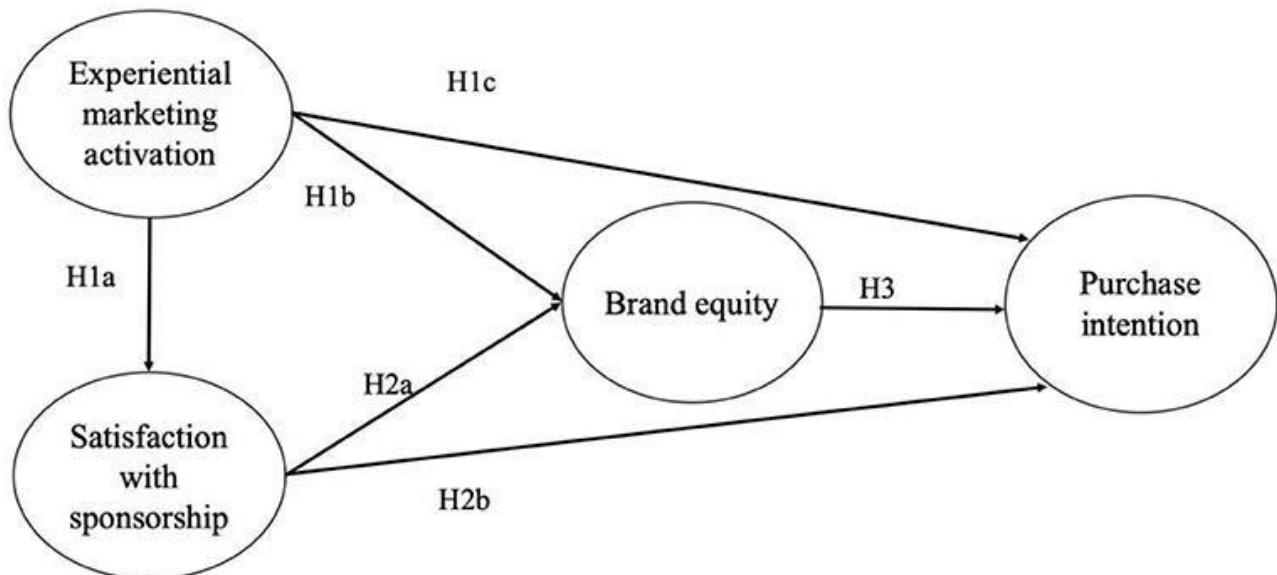 Experiential
marketing
activation
H1c
H1b
H1a
Brand equity
H3
Purchase
intention
H2a
Satisfaction
with
sponsorship
H2b